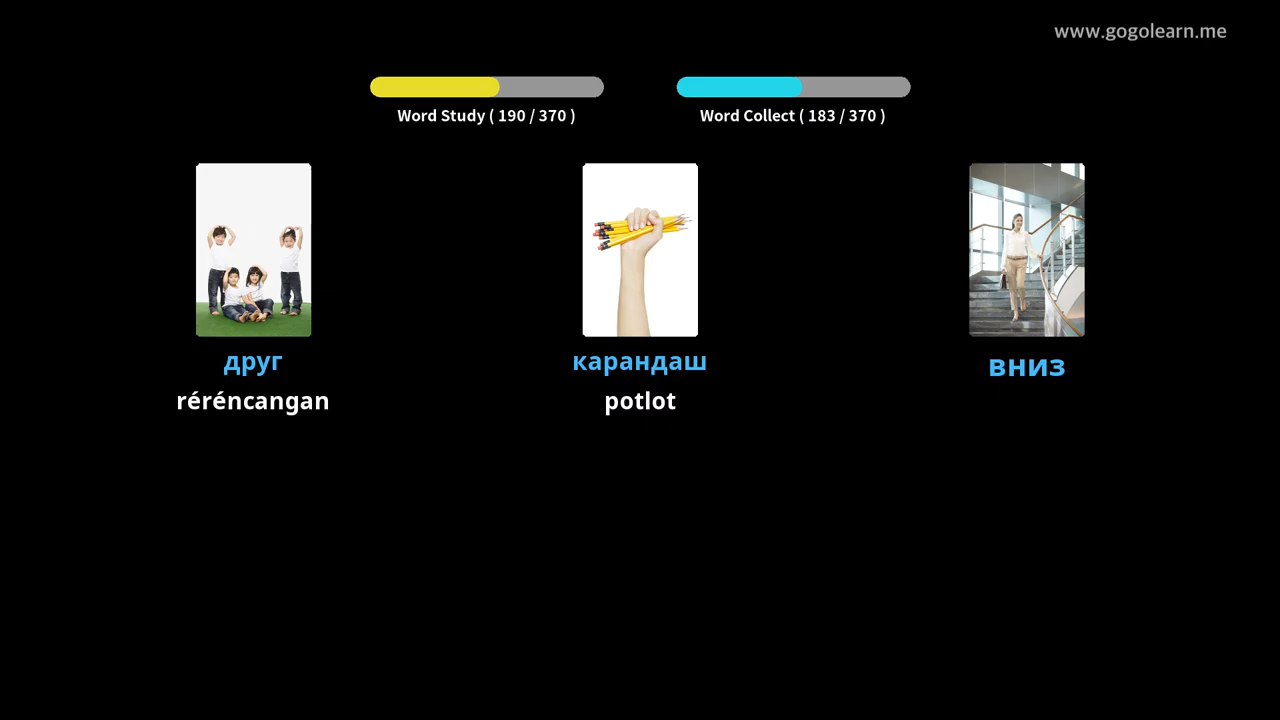 www.gogolearn.me
Word Study ( 190 / 370 )
Word Collect ( 183 / 370 )
друг
réréncangan
карандаш
potlot
вниз